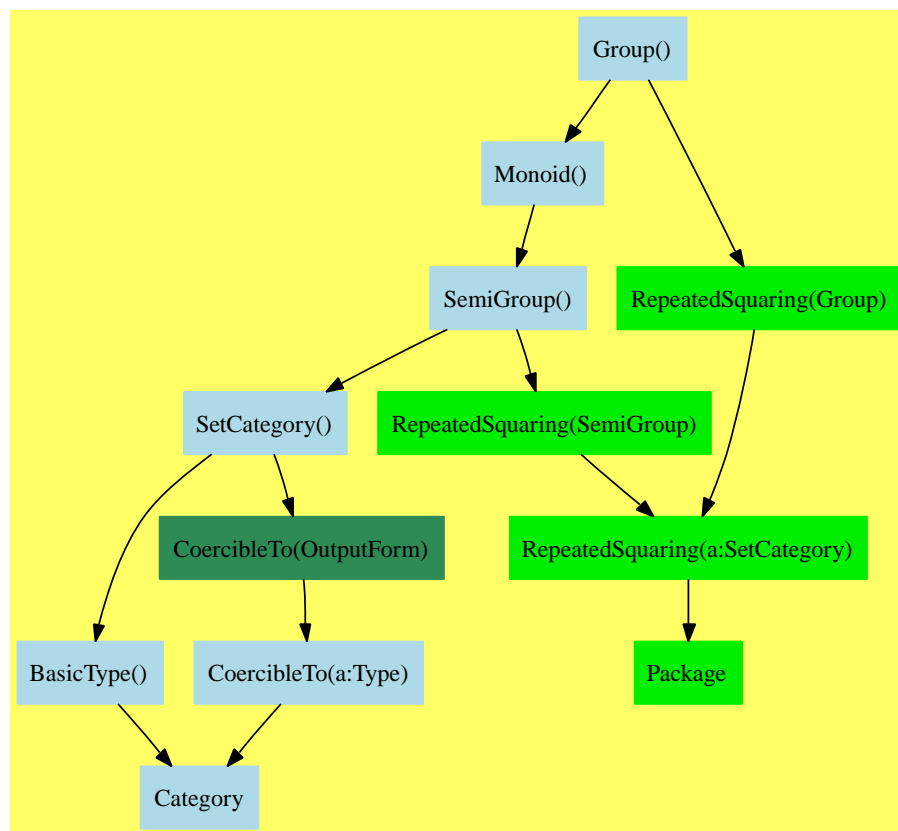 Group()
Monoid()
SemiGroup()
RepeatedSquaring(Group)
SetCategory()
RepeatedSquaring(SemiGroup)
CoercibleTo(OutputForm)
RepeatedSquaring(a:SetCategory)
BasicType()
CoercibleTo(a:Type)
Package
Category